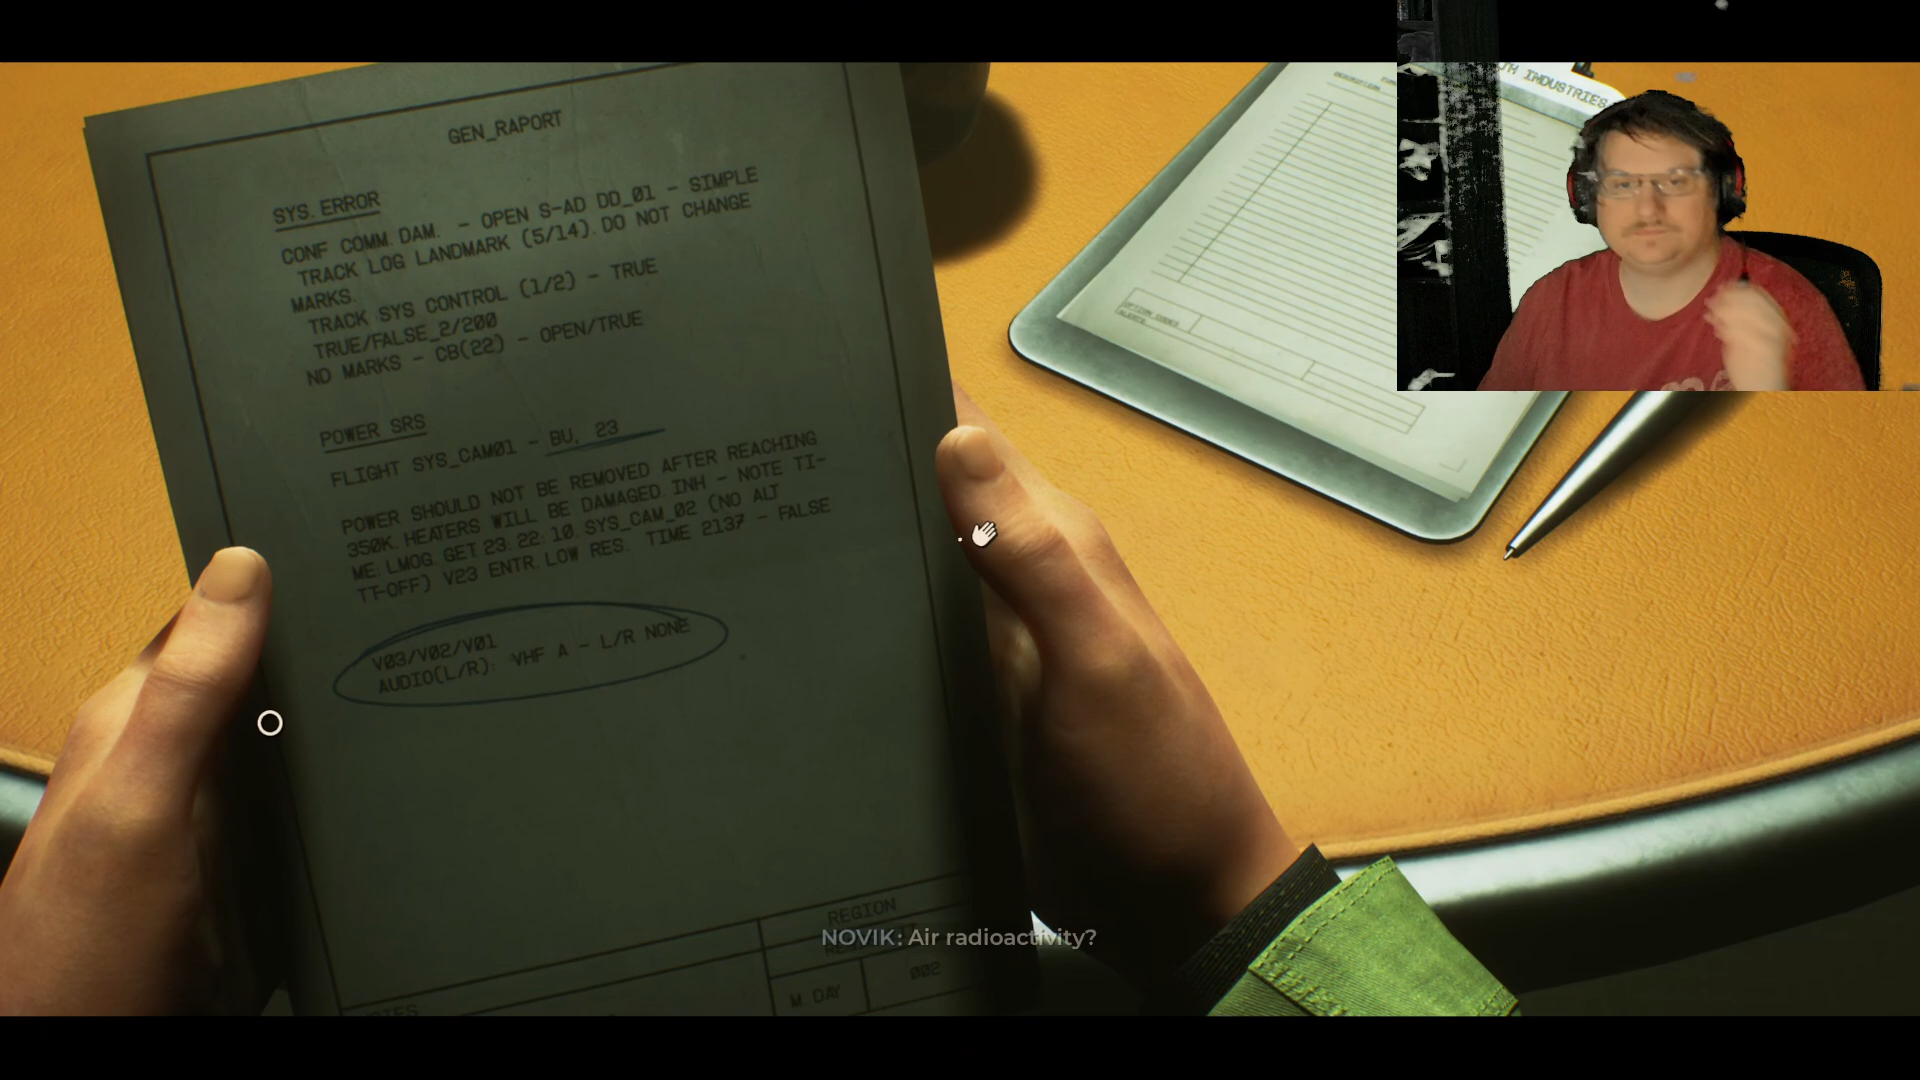 GEN_RAPORT
SYS. ERROR
CONF COMM. DAM. - OPEN S-AD DD_01 - SIMPLE
TRACK LOG LANDMARK (5/14). DO NOT CHANGE
MARKS.
TRACK SYS CONTROL (1/2) - TRUE
TRUE/FALSE_2/200
ND MARKS - CB(22) - OPEN/TRUE
POWER SRS
FLIGHT SYS_CAM01 - BU, 23
POWER SHOULD NOT BE REMOVED AFTER REACHING
350K. HEATERS WILL BE DAMAGED. INH - NOTE TI-
ME. LMOG. GET 23: 22: 10. SYS_CAM_02 (NO ALT
TT-OFF) V23 ENTR. LOW RES. TIME 2137 - FALSE
V03/V02/V01
AUDIO(L/R): VHF A - L/R NONE
REGION
M. DAY
002
INDUSTRIES
NOVIK: Air radioactivity?